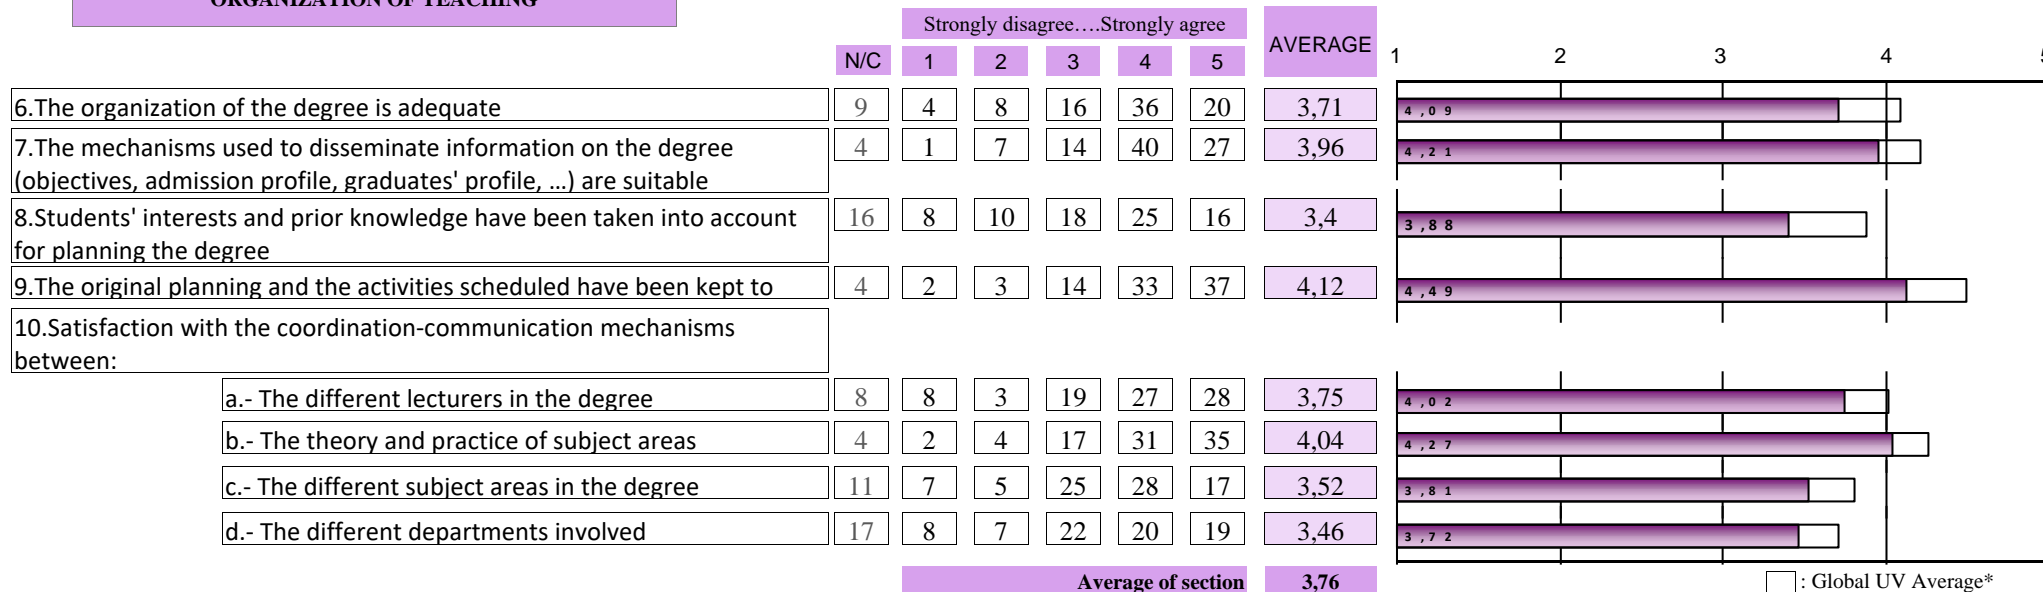 ORGANIZATION OF TEACHING
Strongly disagree….Strongly agree
AVERAGE
N/C 1 2 3 4 5
1 2 3 4 5
6.The organization of the degree is adequate 9 4 8 16 36 20 3,71 4,09
7.The mechanisms used to disseminate information on the degree 4 1 7 14 40 27 3,96 4,21
(objectives, admission profile, graduates' profile, ...) are suitable
8.Students' interests and prior knowledge have been taken into account 16 8 10 18 25 16 3,4 3,88
for planning the degree
9.The original planning and the activities scheduled have been kept to 4 2 3 14 33 37 4,12 4,49
10.Satisfaction with the coordination-communication mechanisms
between:
a.- The different lecturers in the degree 8 8 3 19 27 28 3,75 4,02
b.- The theory and practice of subject areas 4 2 4 17 31 35 4,04 4,27
c.- The different subject areas in the degree 11 7 5 25 28 17 3,52 3,81
d.- The different departments involved 17 8 7 22 20 19 3,46 3,72
Average of section 3,76
: Global UV Average*